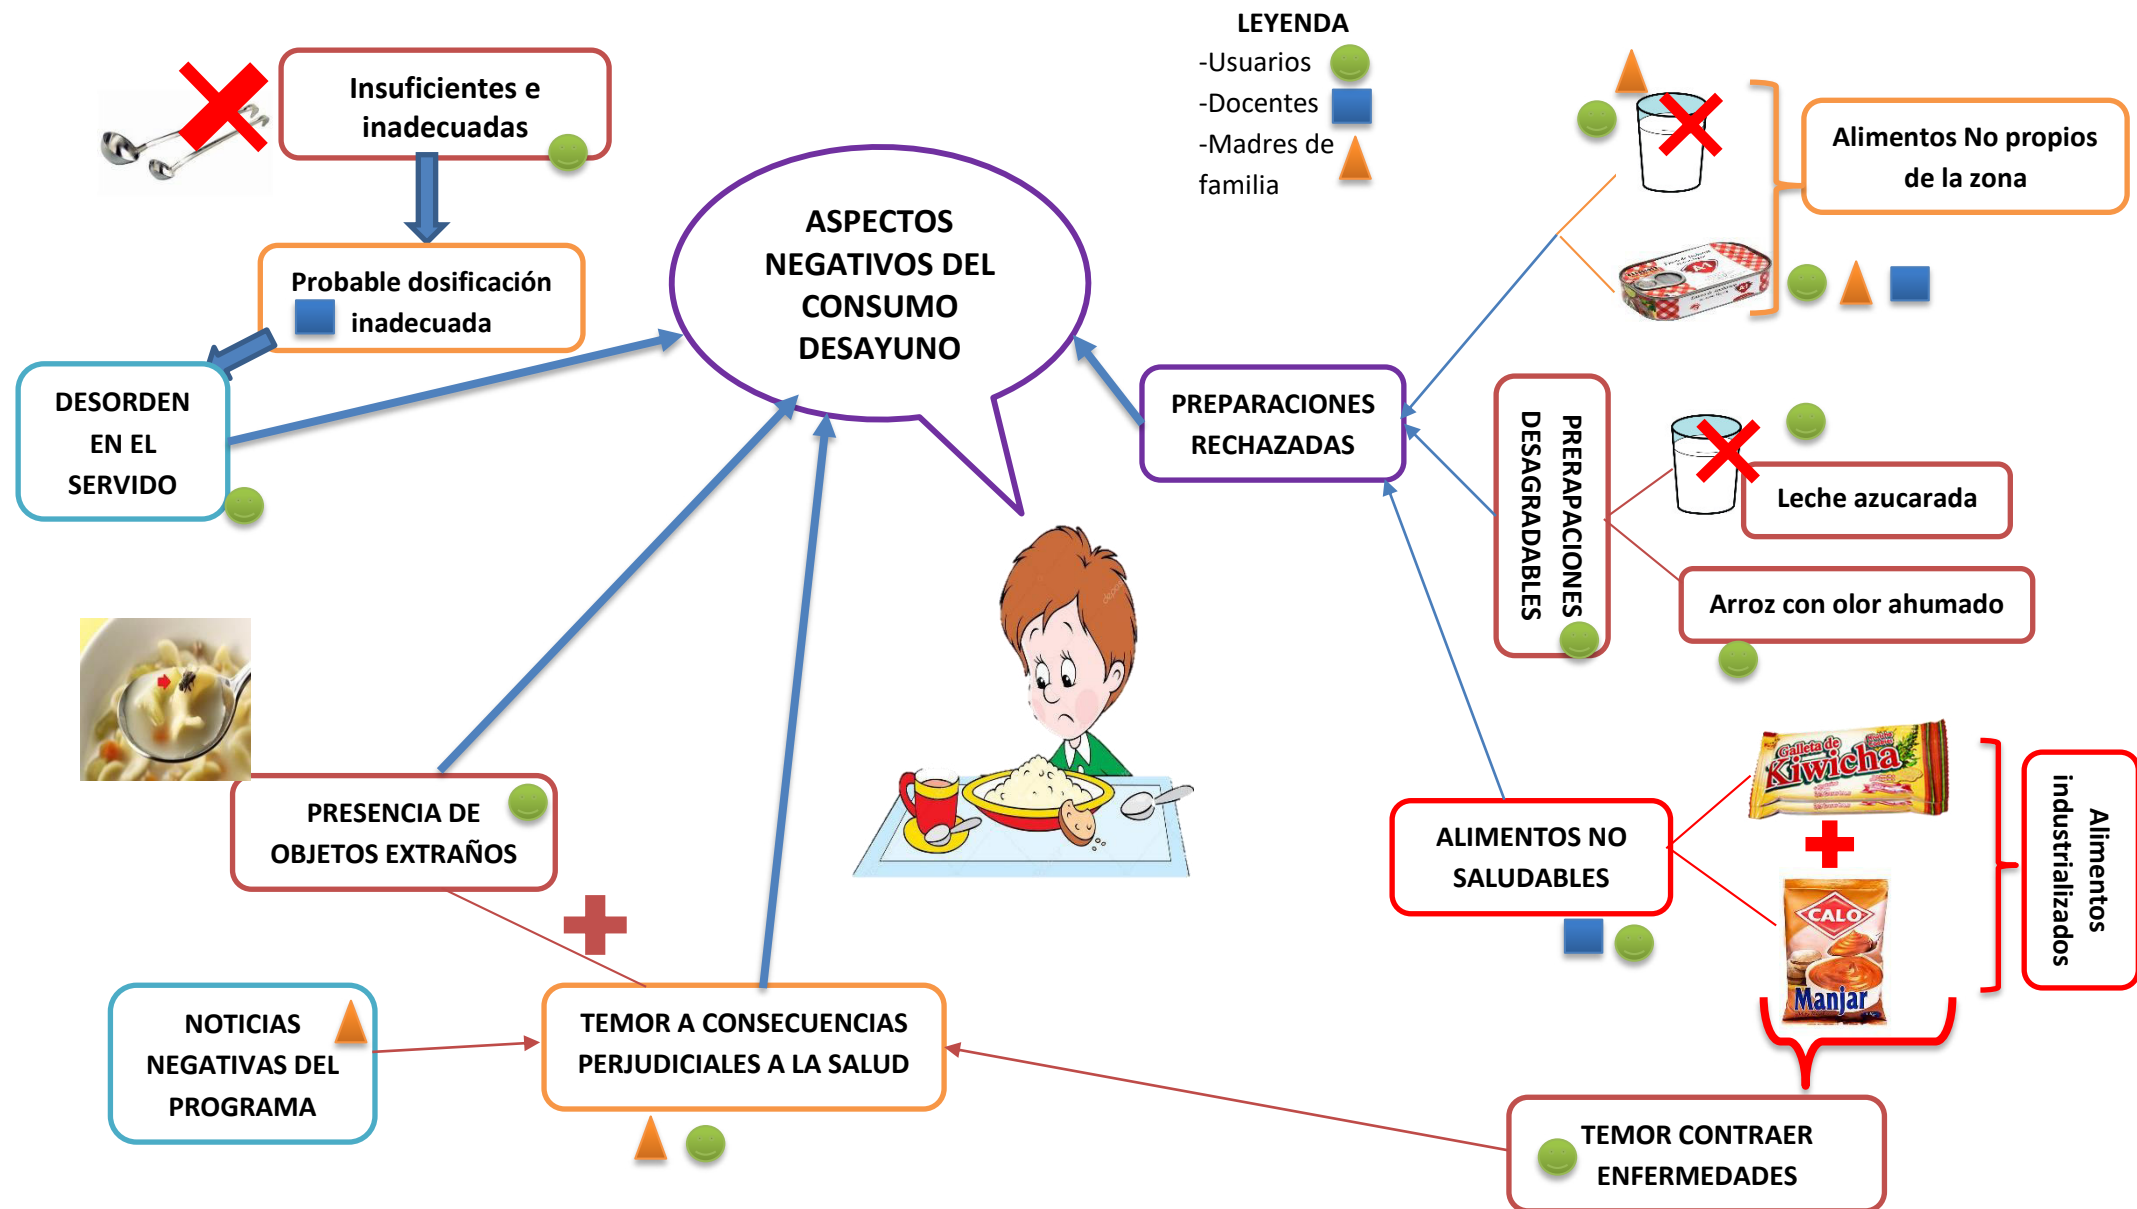 LEYENDA
-Usuarios
-Docentes
-Madres de
familia
Insuficientes e
inadecuadas
Probable dosificación
inadecuada
DESORDEN
EN EL
SERVIDO
ASPECTOS
NEGATIVOS DEL
CONSUMO
DESAYUNO
PREPARACIONES
RECHAZADAS
Alimentos No propios
de la zona
A1
PRERAPACIONES
DESAGRADABLES
Leche azucarada
Arroz con olor ahumado
PRESENCIA DE
OBJETOS EXTRAÑOS
ALIMENTOS NO
SALUDABLES
Galleta de
Kiwicha
CALO
Manjar
Alimentos
industrializados
NOTICIAS
NEGATIVAS DEL
PROGRAMA
TEMOR A CONSECUENCIAS
PERJUDICIALES A LA SALUD
TEMOR CONTRAER
ENFERMEDADES